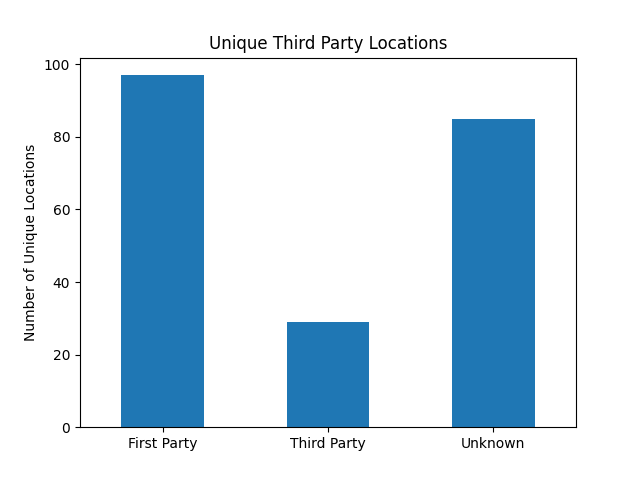 Unique Third Party Locations
Number of Unique Locations
100
80
60
40
20
0
First Party
Third Party
Unknown